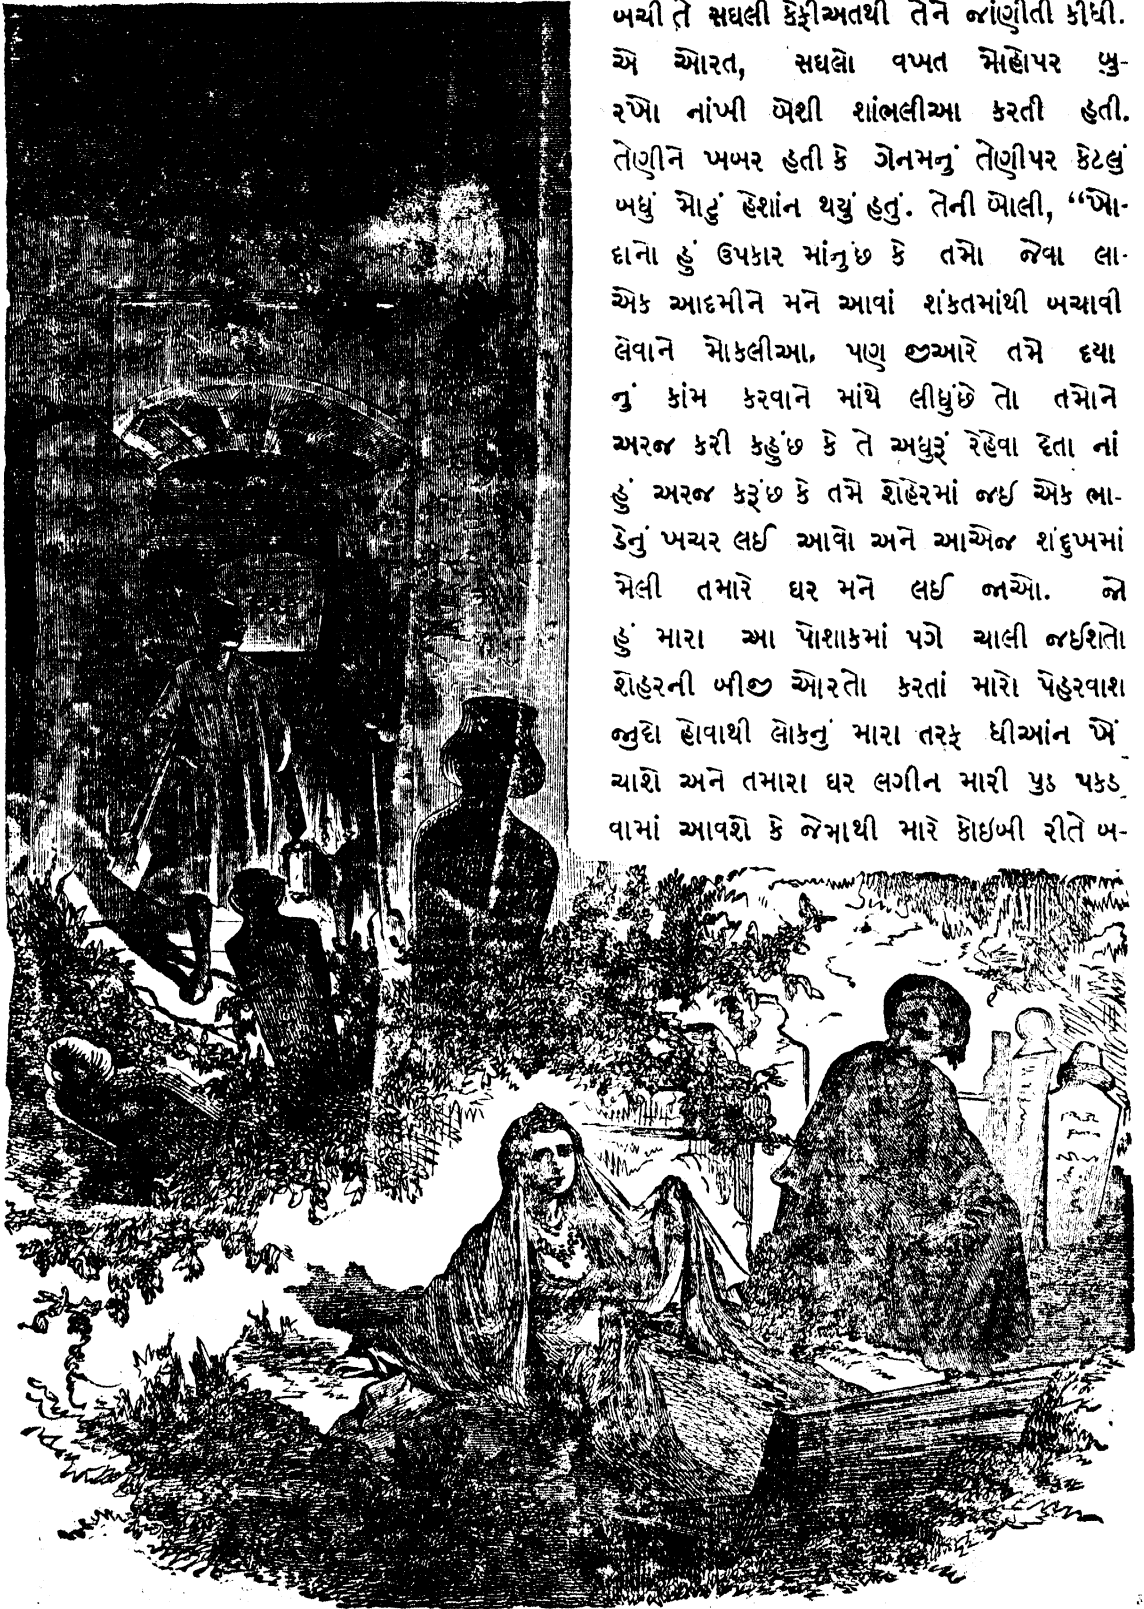 બચી તે સઘલી કેફીઅતથી તેને જાંણીતી કીધી.
એ ઓરત, સઘલો વખત મોહોપર બુ-
રખો નાંખી બેશી શાંભલીઆ કરતી હતી.
તેણીને ખબર હતી કે ગેનમનું તેણીપર કેટલું
બધું મોટું હેશાંન થયું હતું. તેની બોલી, “ખો-
દાનો હું ઉપકાર માંનુંછ કે તમો જેવા લા-
એક આદમીને મને આવાં શંકતમાંથી બચાવી
લેવાને મોકલીઆ. પણ જીઆરે તમે દયા
નું કાંમ કરવાને માંથે લીધુંછે તો તમોને
અરજ કરી કહુંછ કે તે અધુરૂં રેહેવા દેતા નાં
હું અરજ કરૂંછ કે તમે શેહેરમાં જઈ એક ભા-
ડેનું ખચર લઈ આવો અને આએજ શંદુખમાં
મેલી તમારે ઘર મને લઈ જાઓ. જો
હું મારા આ પોશાકમાં પગે ચાલી જઈશતો
શેહરની બીજી ઓરતો કરતાં મારો પેહરવાશ
જુદો હોવાથી લોકનું મારા તરફ ધીઆંન ખેં
ચાશે અને તમારા ઘર લગીન મારી પુડ પકડ
વામાં આવશે કે જેમાથી મારે કોઇબી રીતે બ-